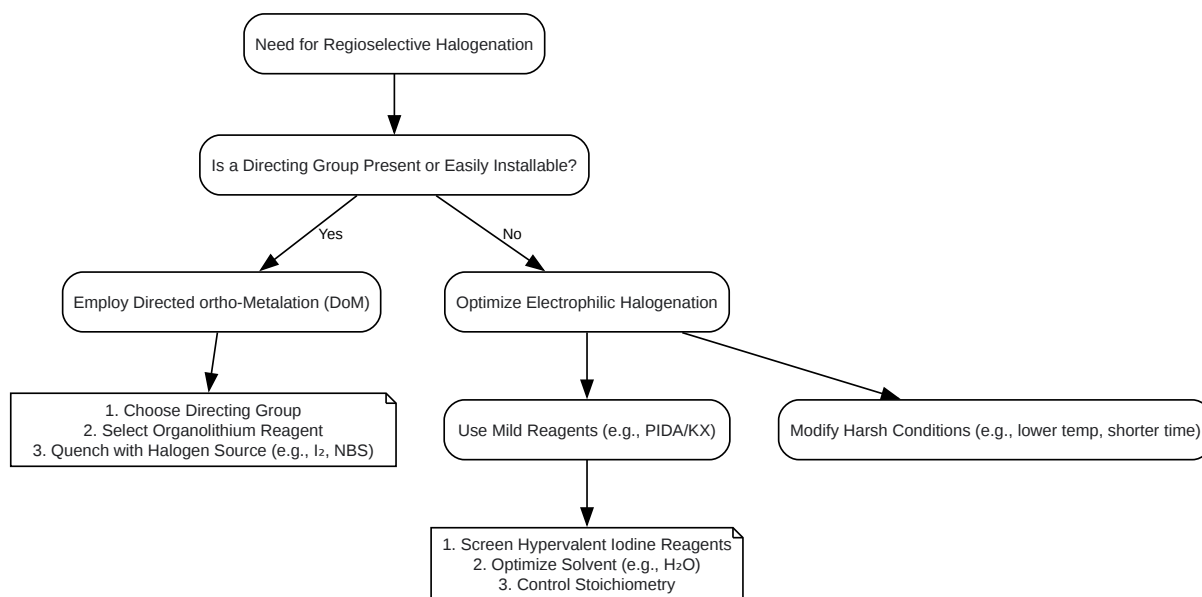 Need for Regioselective Halogenation
Is a Directing Group Present or Easily Installable?
Yes
No
Employ Directed ortho-Metalation (DoM)
Optimize Electrophilic Halogenation
1. Choose Directing Group
2. Select Organolithium Reagent
3. Quench with Halogen Source (e.g., I₂, NBS)
Use Mild Reagents (e.g., PIDA/KX)
Modify Harsh Conditions (e.g., lower temp, shorter time)
1. Screen Hypervalent Iodine Reagents
2. Optimize Solvent (e.g., H₂O)
3. Control Stoichiometry